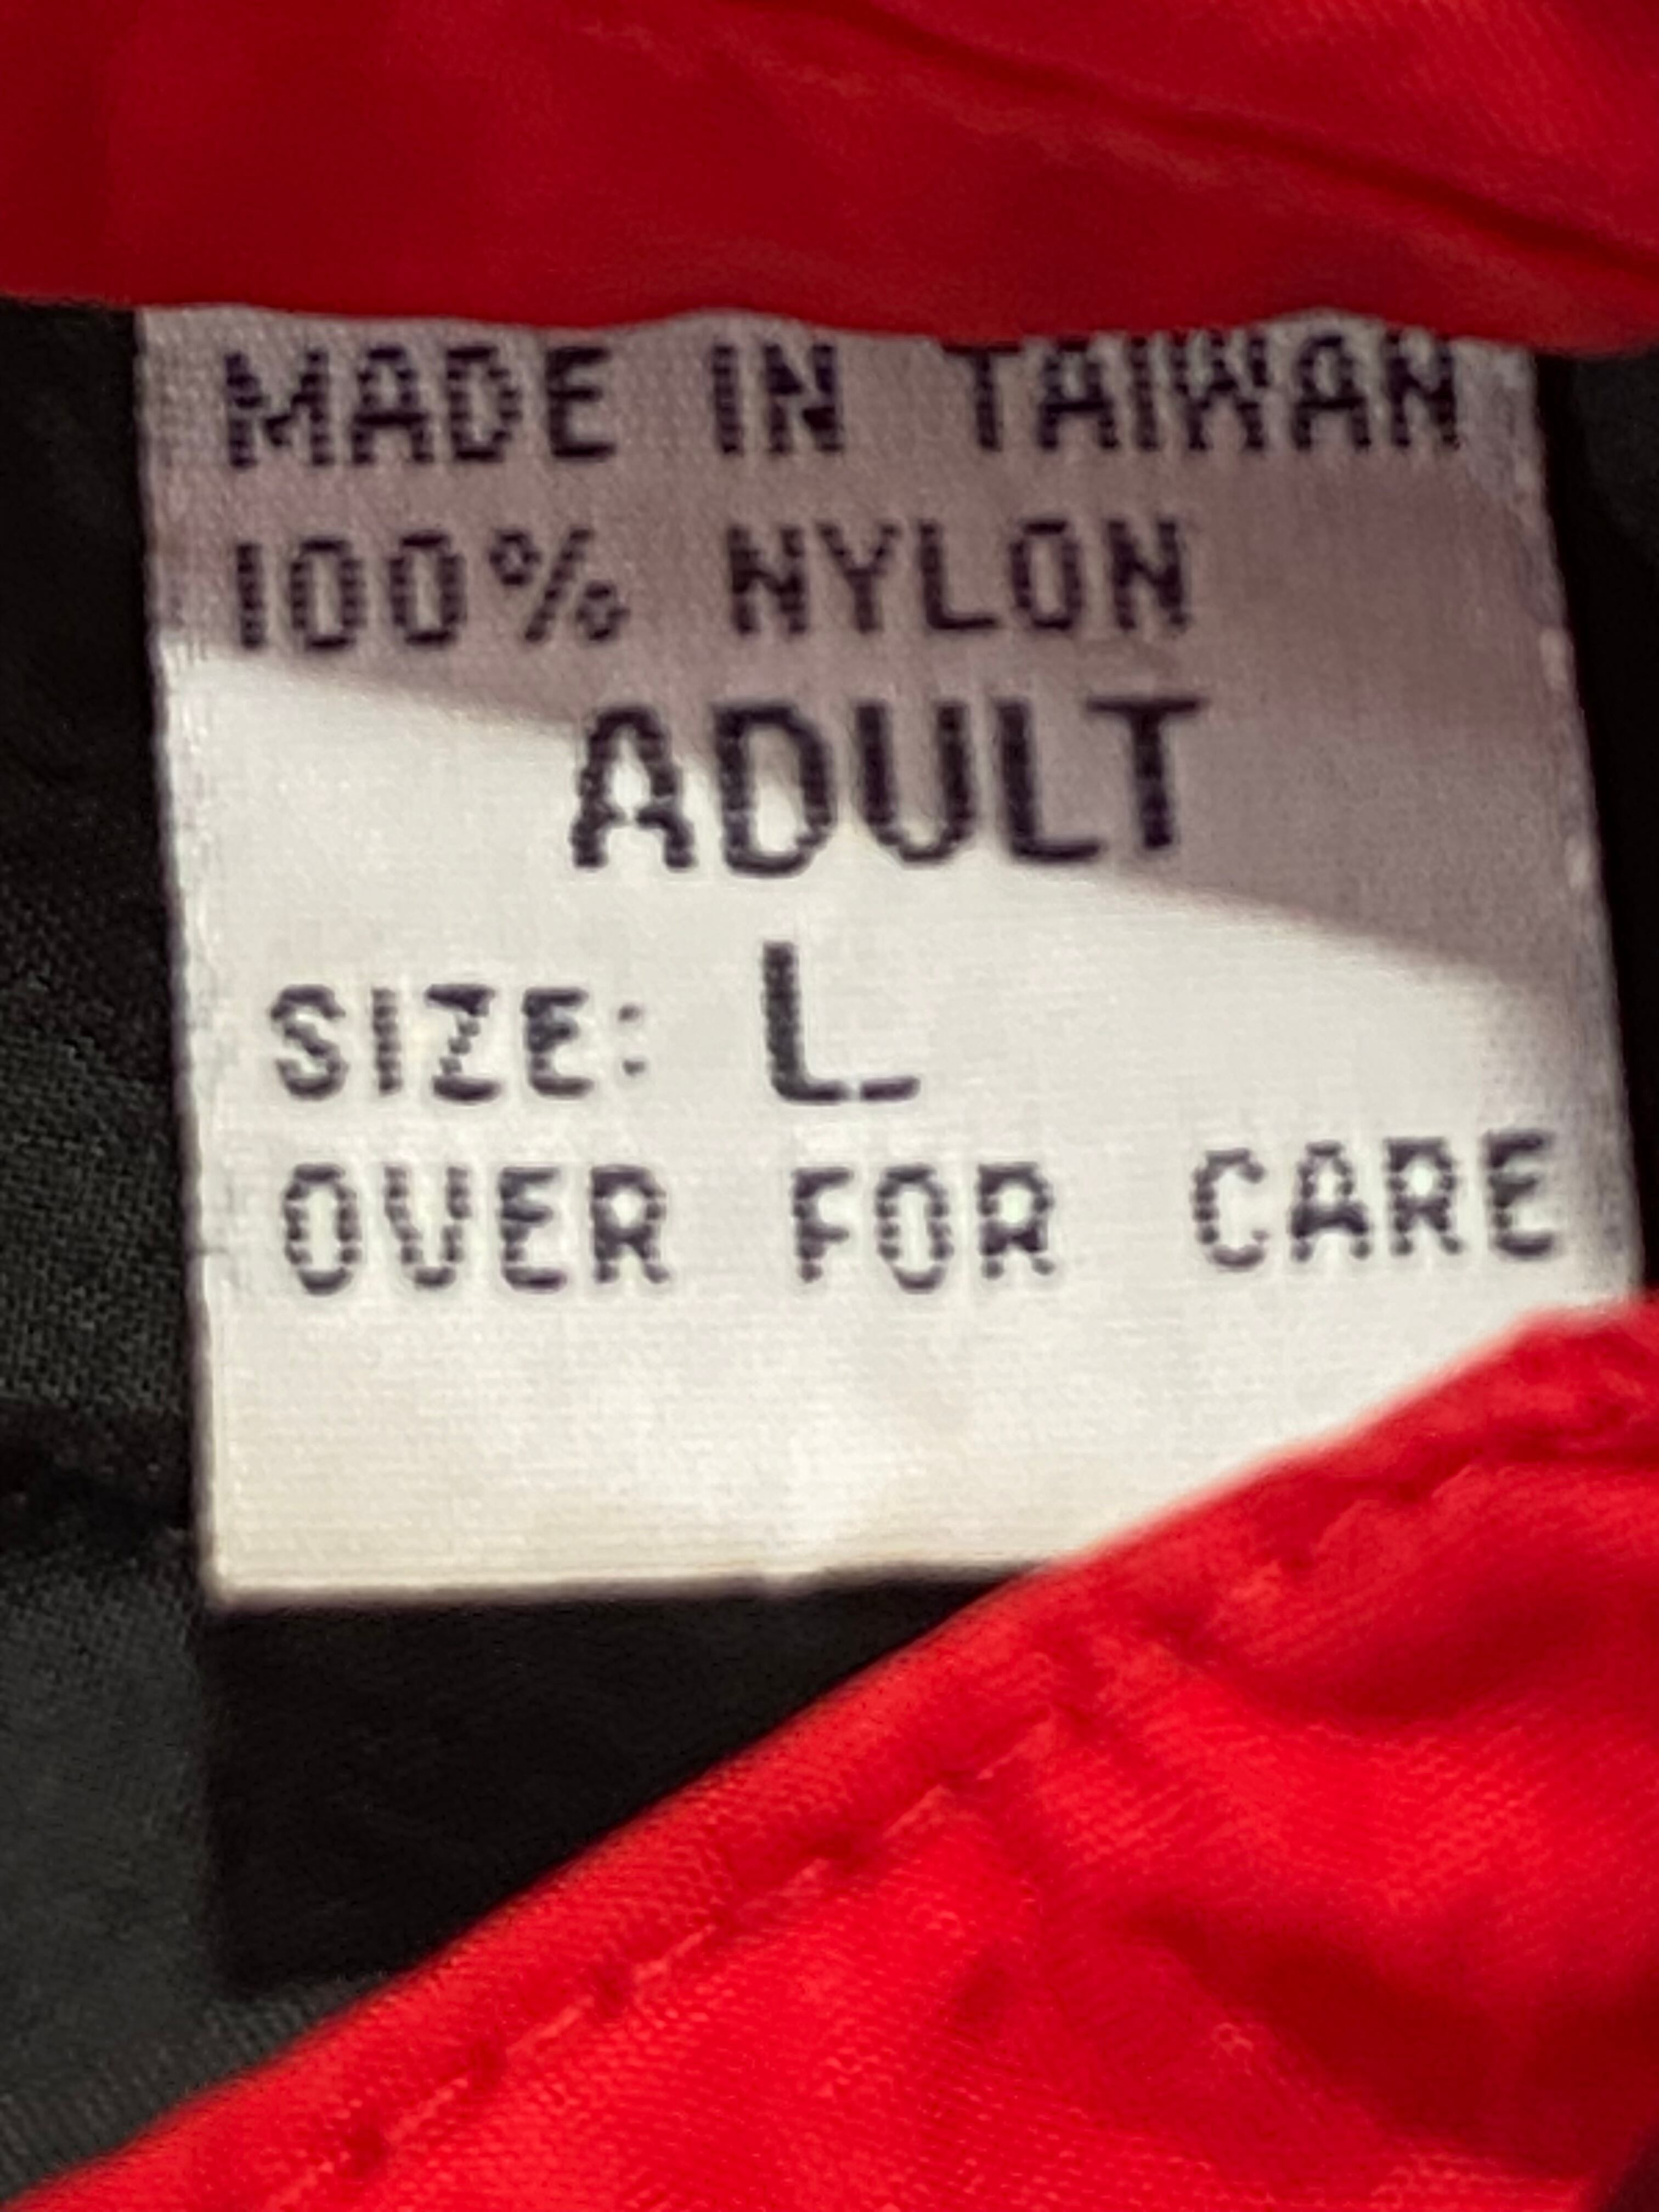 MADE IN TAIWAN
100% NYLON
ADULT
SIZE: L
OVER FOR CARE